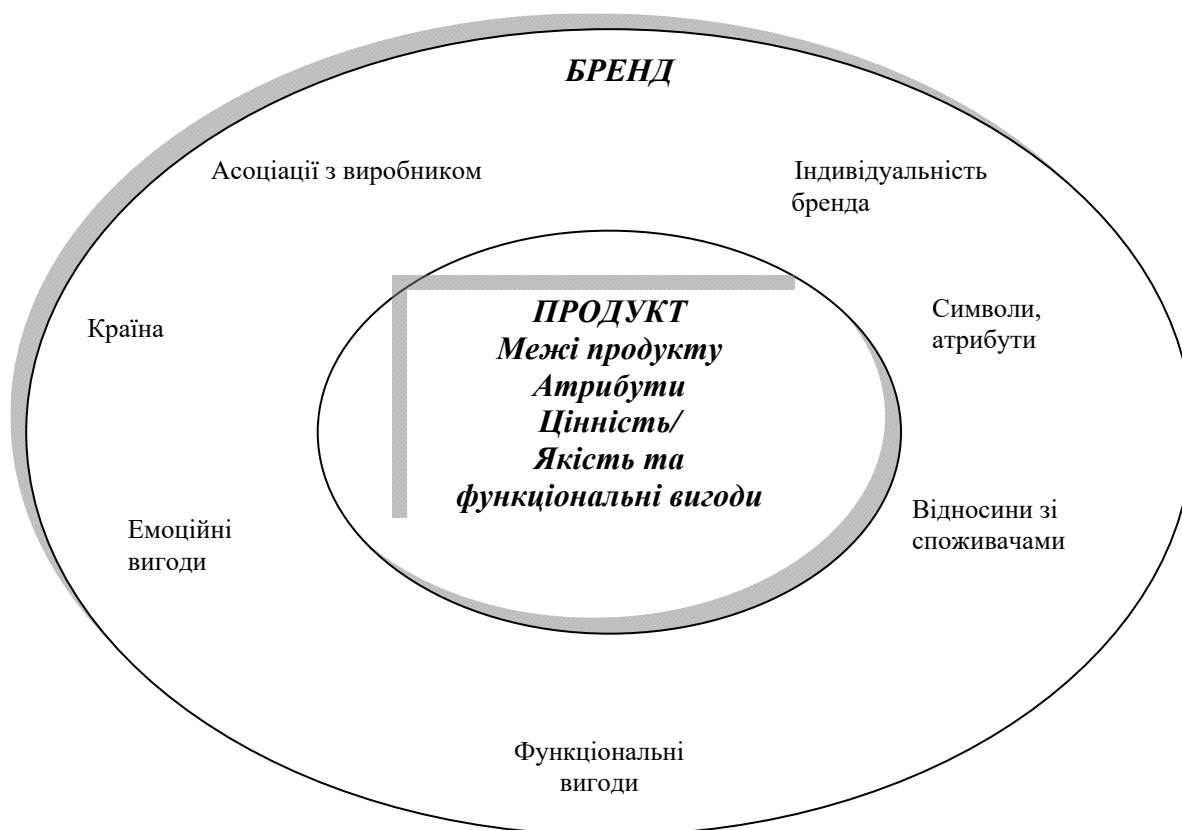 БРЕНД
Асоціації з виробником
Індивідуальність
бренда
Країна
ПРОДУКТ
Межі продукту
Атрибути
Цінність/
Якість та
функціональні вигоди
Символи,
атрибути
Емоційні
вигоди
Відносини зі
споживачами
Функціональні
вигоди